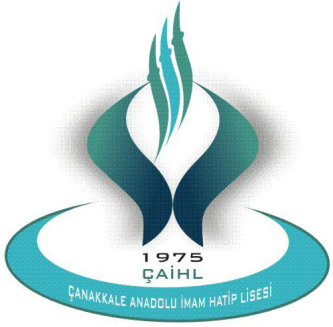 1975
ÇAİHL
ÇANAKKALE ANADOLU İMAM HATİP LİSESİ